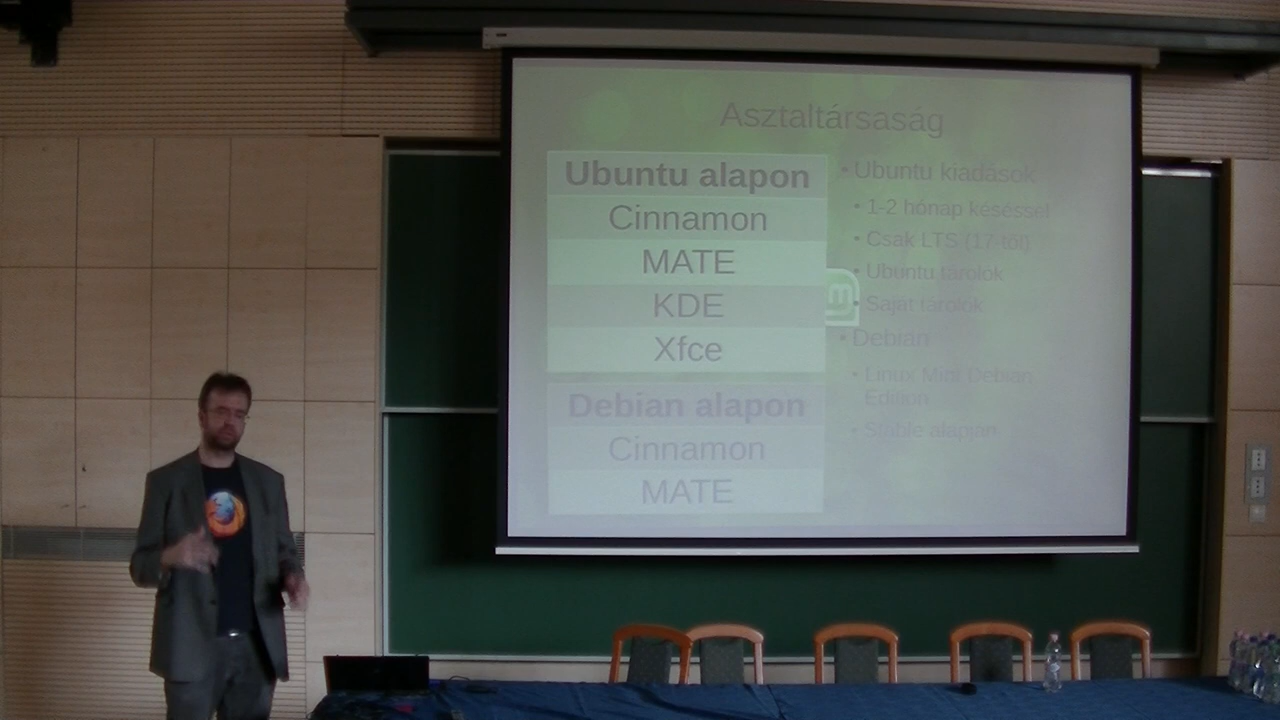 Asztaltársaság
Ubuntu alapon
Cinnamon
MATE
KDE
Xfce
Debian alapon
Cinnamon
MATE
• Ubuntu kiadások
• 1-2 hónap késéssel
• Csak LTS (17-től)
• Ubuntu tárolók
• Saját tárolók
• Debian
• Linux Mint Debian
Edition
• Stable alapján